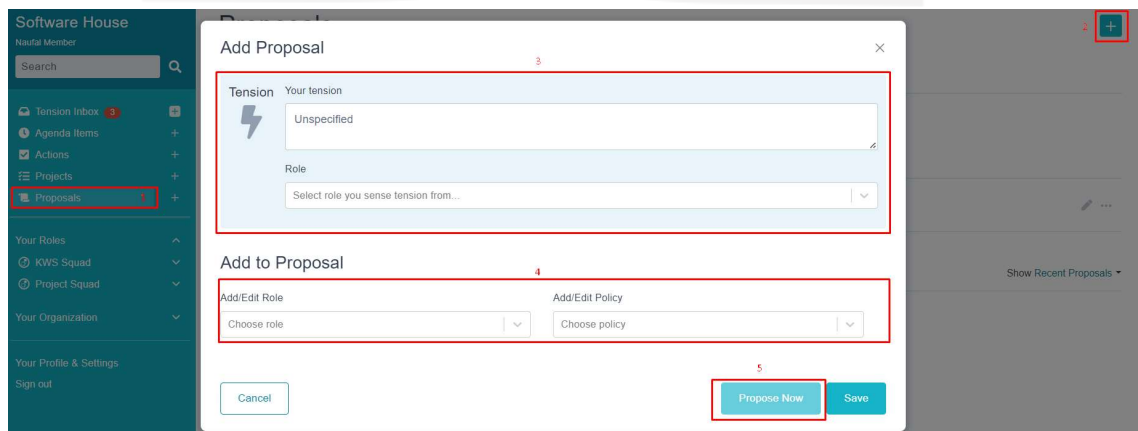 Software House
Naufal Member
Search
Tension Inbox 3
Agenda Items
Actions
Projects
Proposals 1
Your Roles
KWS Squad
Project Squad
Your Organization
Your Profile & Settings
Sign out
Proposals
2
Add Proposal
3
Tension
Your tension
Unspecified
Role
Select role you sense tension from...
Add to Proposal
4
Add/Edit Role
Add/Edit Policy
Choose role
Choose policy
5
Cancel
Propose Now
Save
Show Recent Proposals